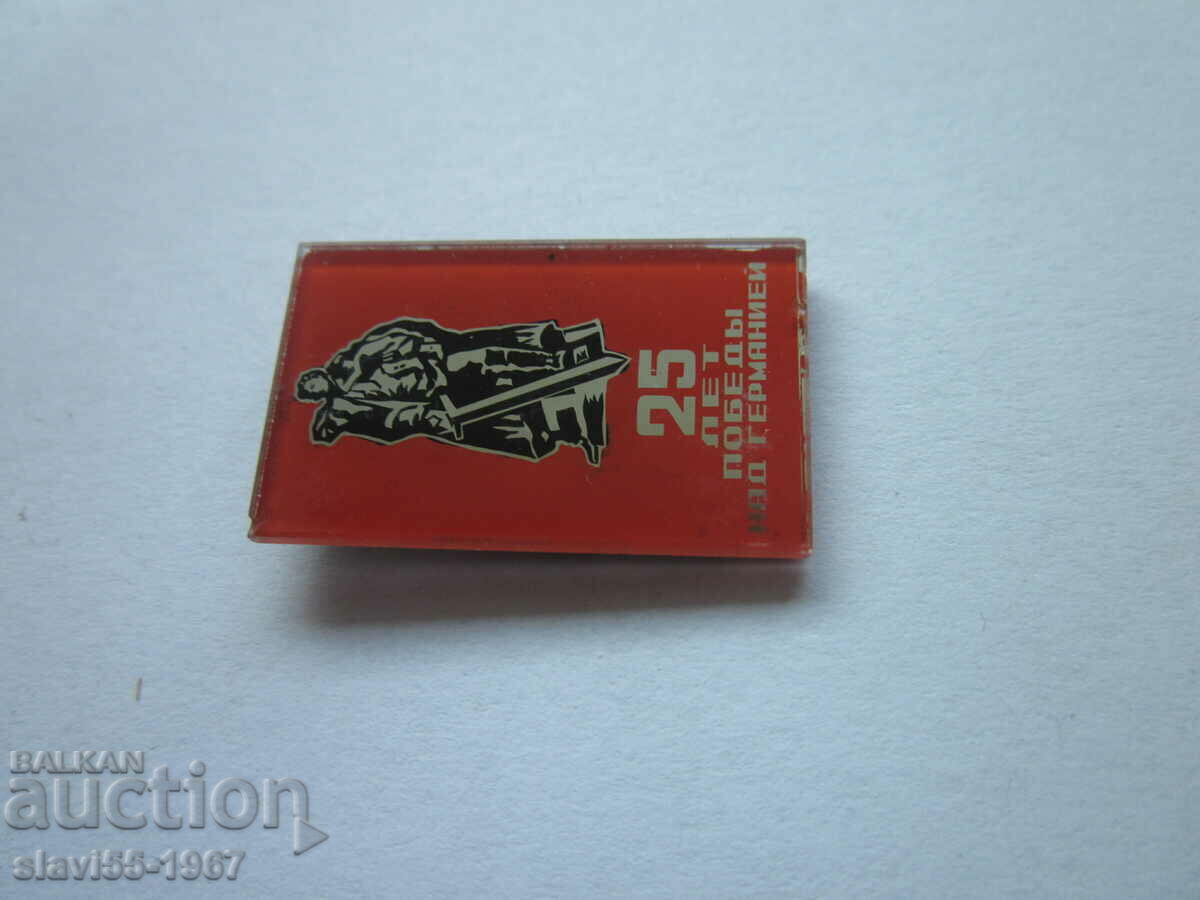 25
ЛЕТ
ПОБЕДЫ
НАД ГЕРМАНИЕЙ
BALKAN
auction
slavi55-1967